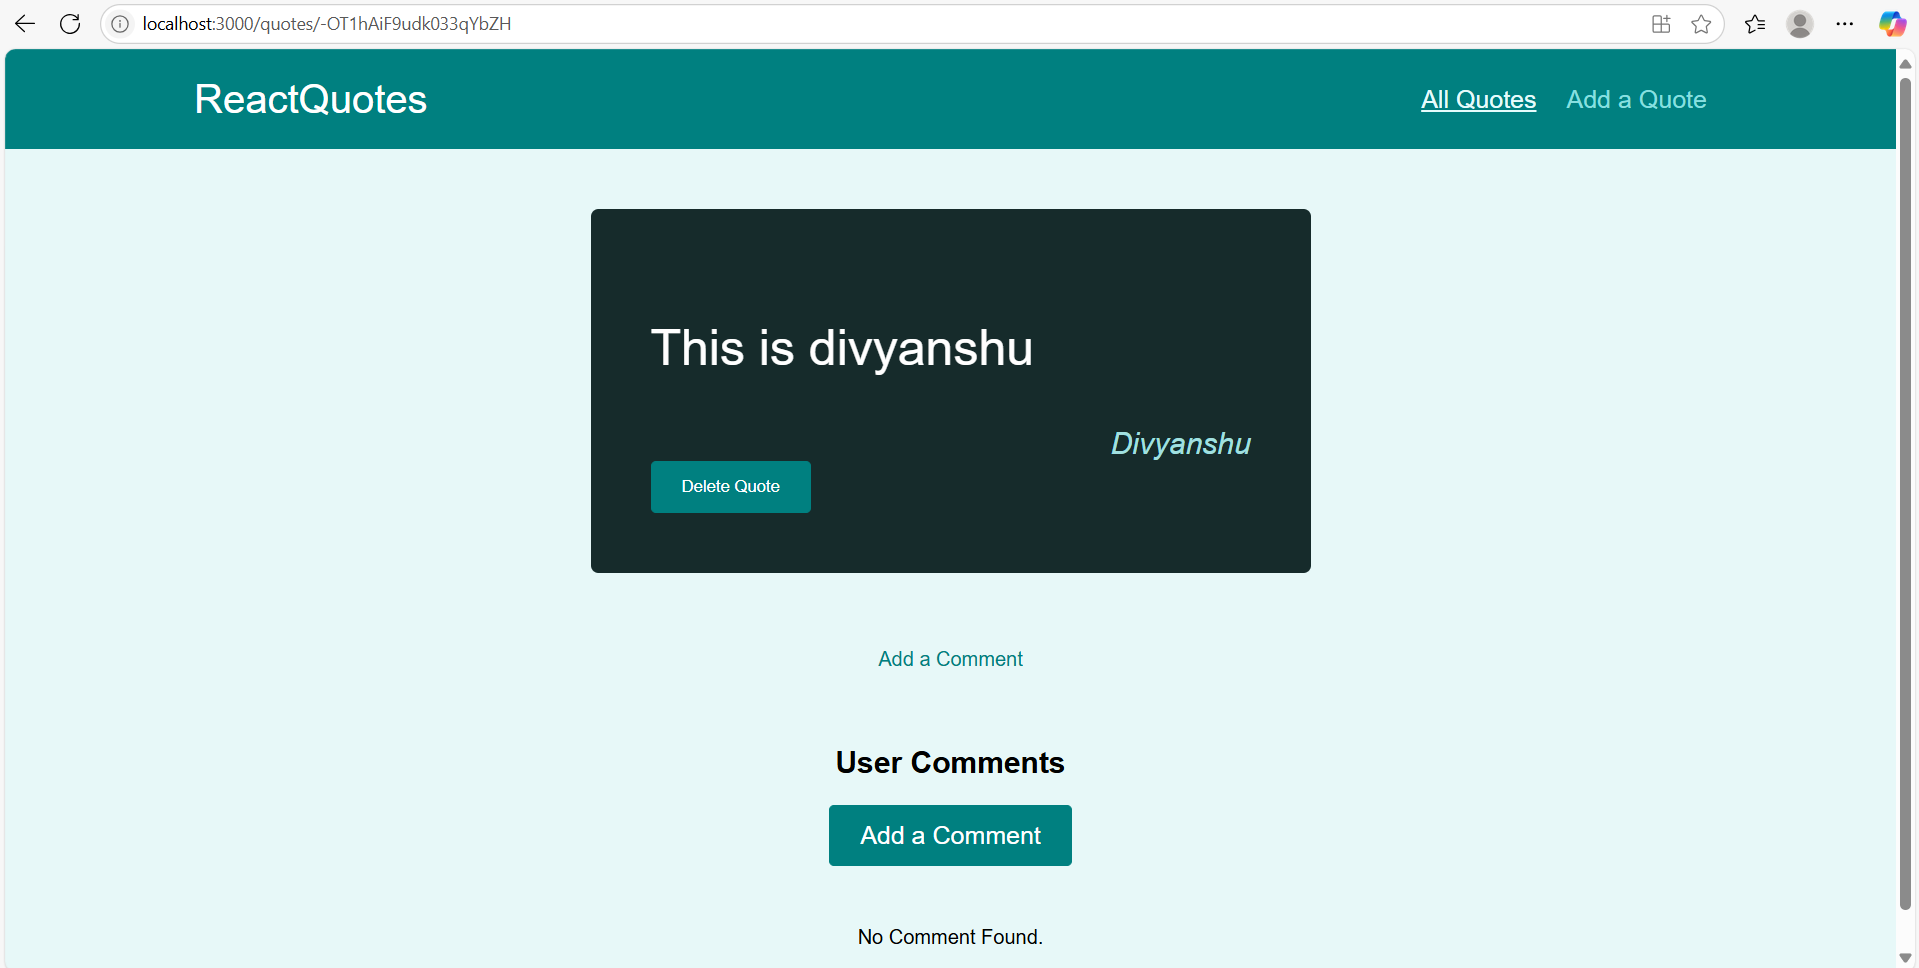 localhost:3000/quotes/-OT1hAiF9udk033qYbZH
ReactQuotes All Quotes Add a Quote
This is divyanshu
Divyanshu
Delete Quote
Add a Comment
User Comments
Add a Comment
No Comment Found.